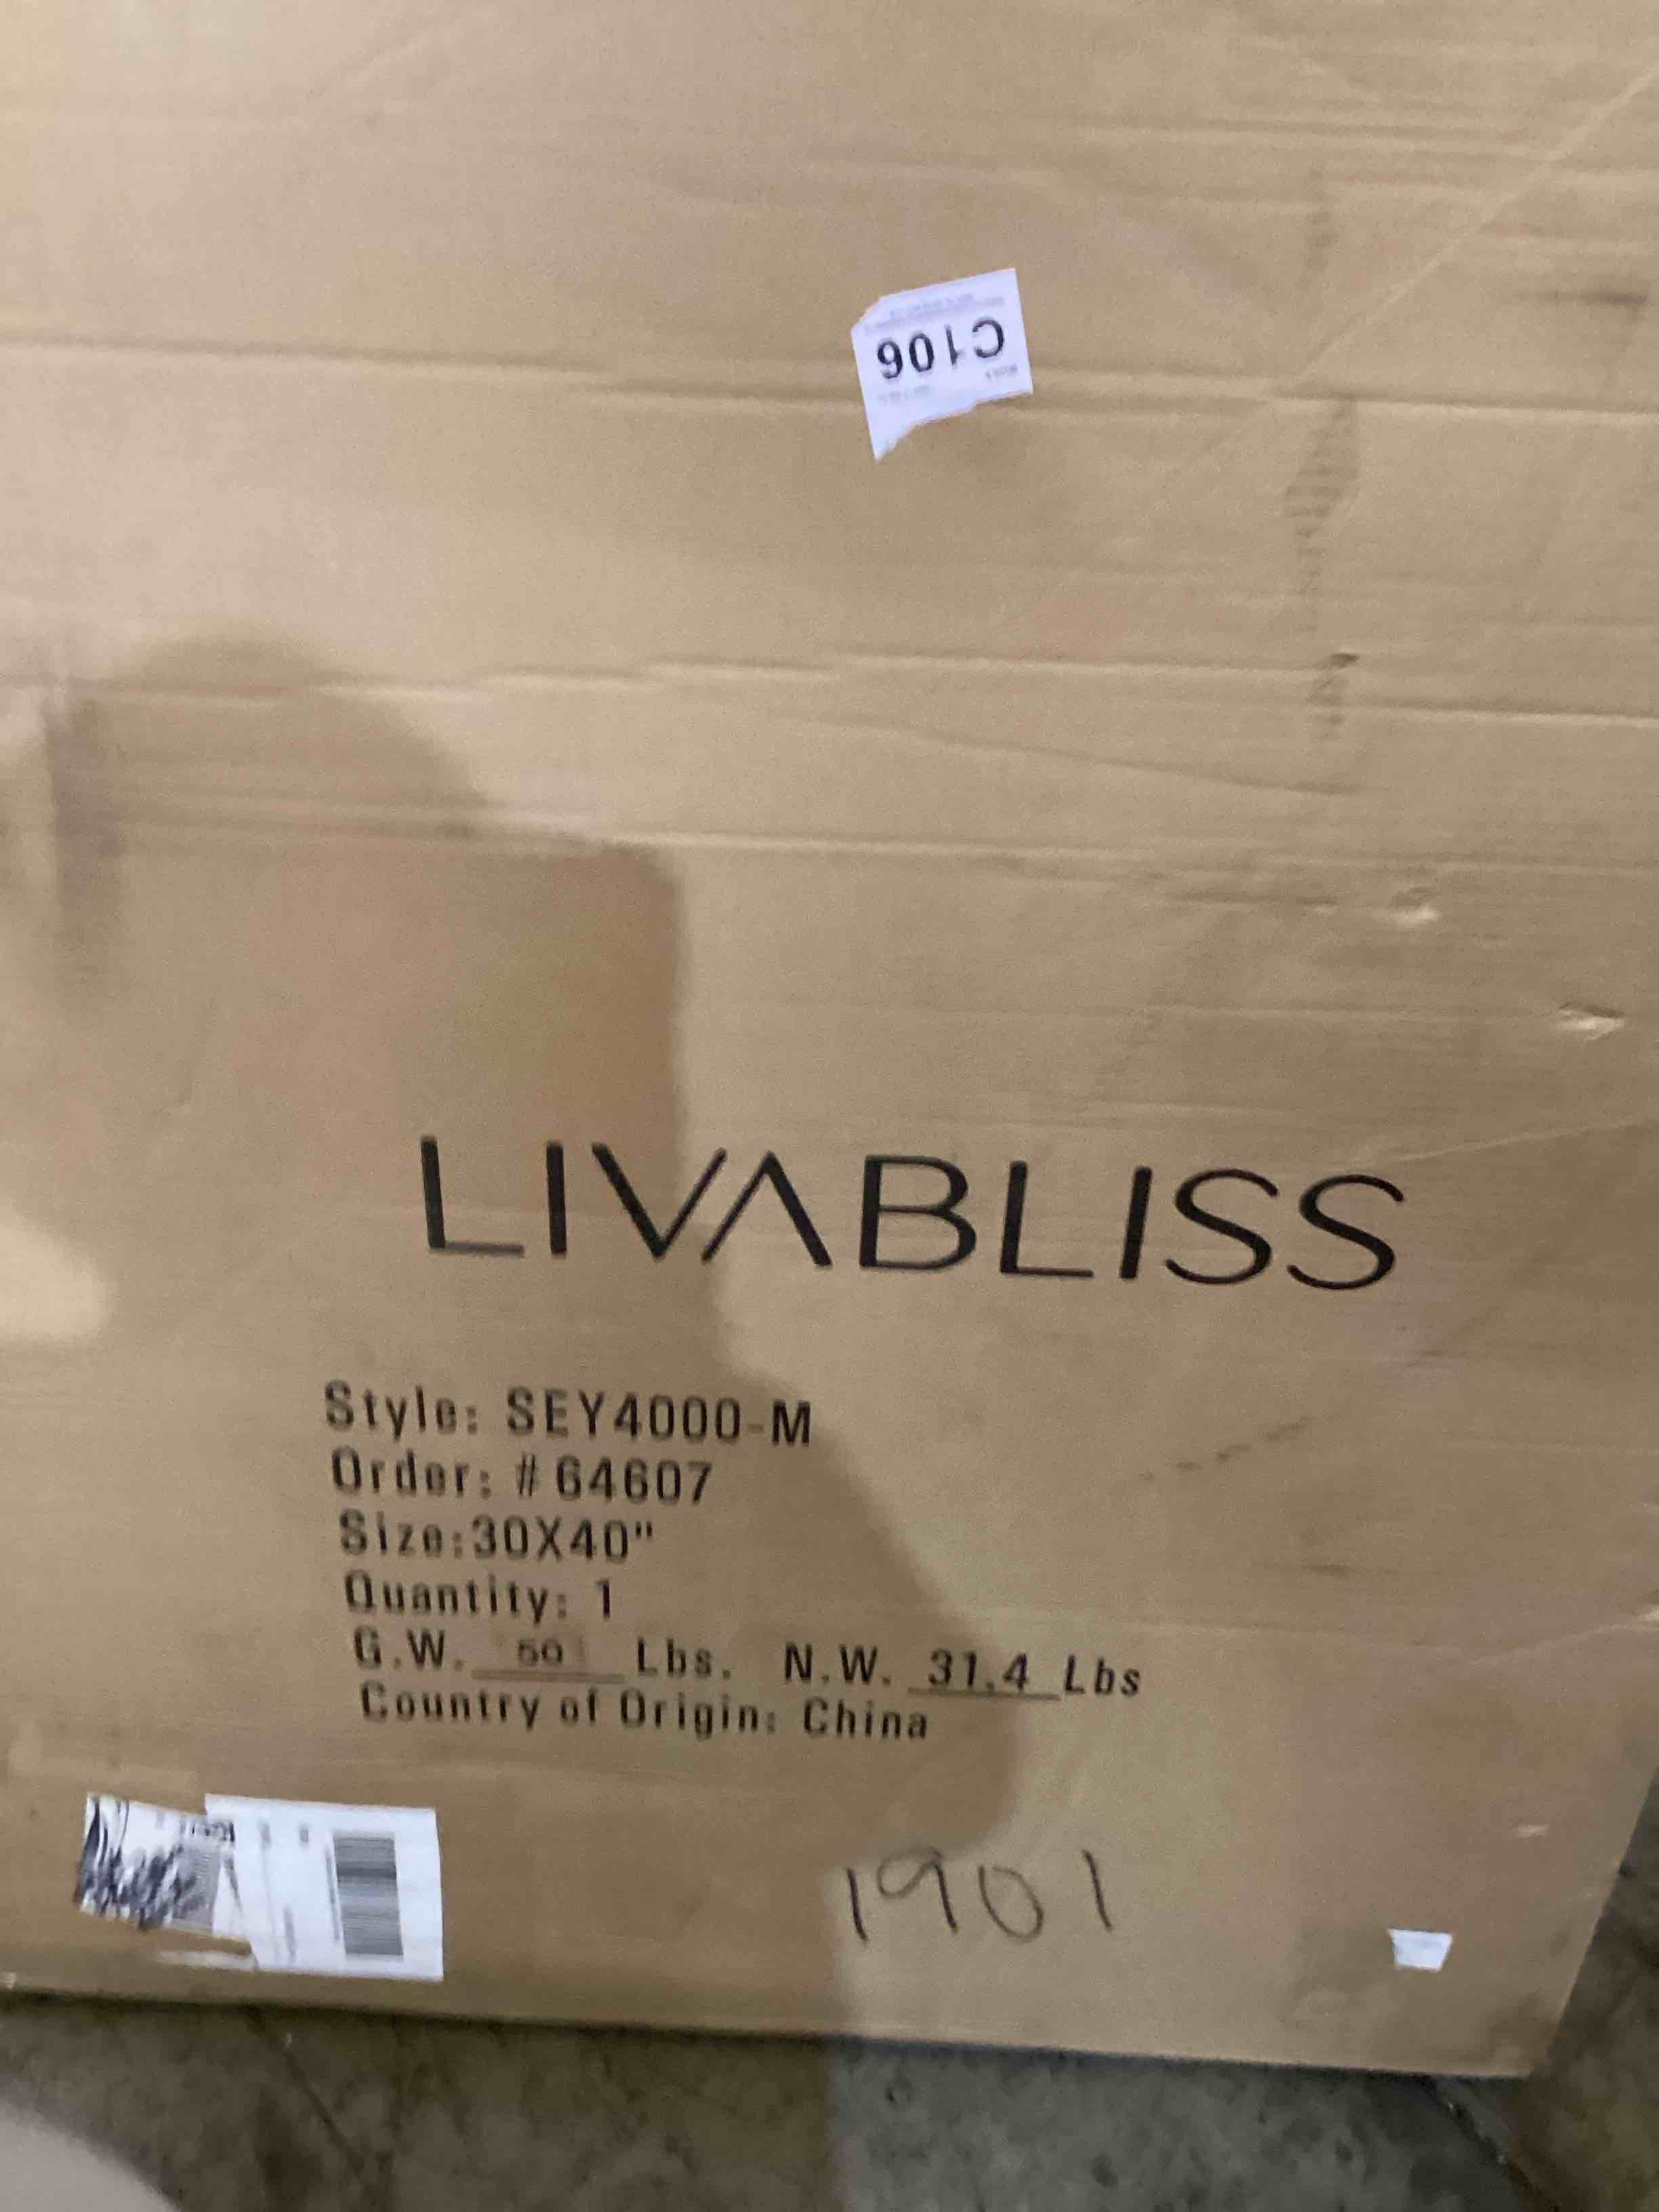 C106
LIVABLISS
Style: SEY4000-M
Order: #64607
Size:30X40"
Quantity: 1
G.W. 50 Lbs. N.W. 31.4 Lbs
Country of Origin: China
1901